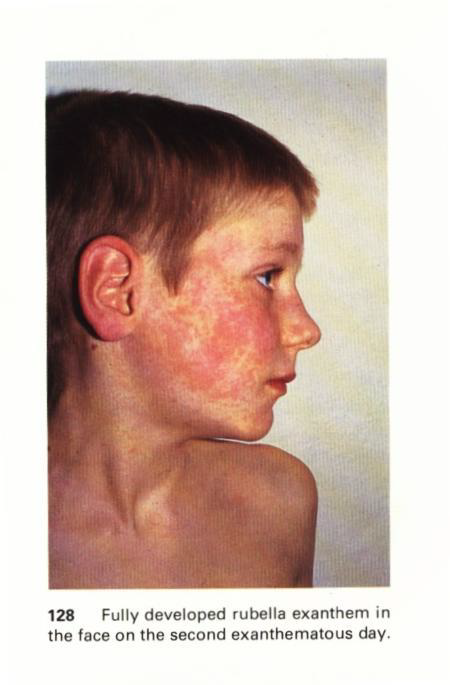 128 Fully developed rubella exanthem in
the face on the second exanthematous day.